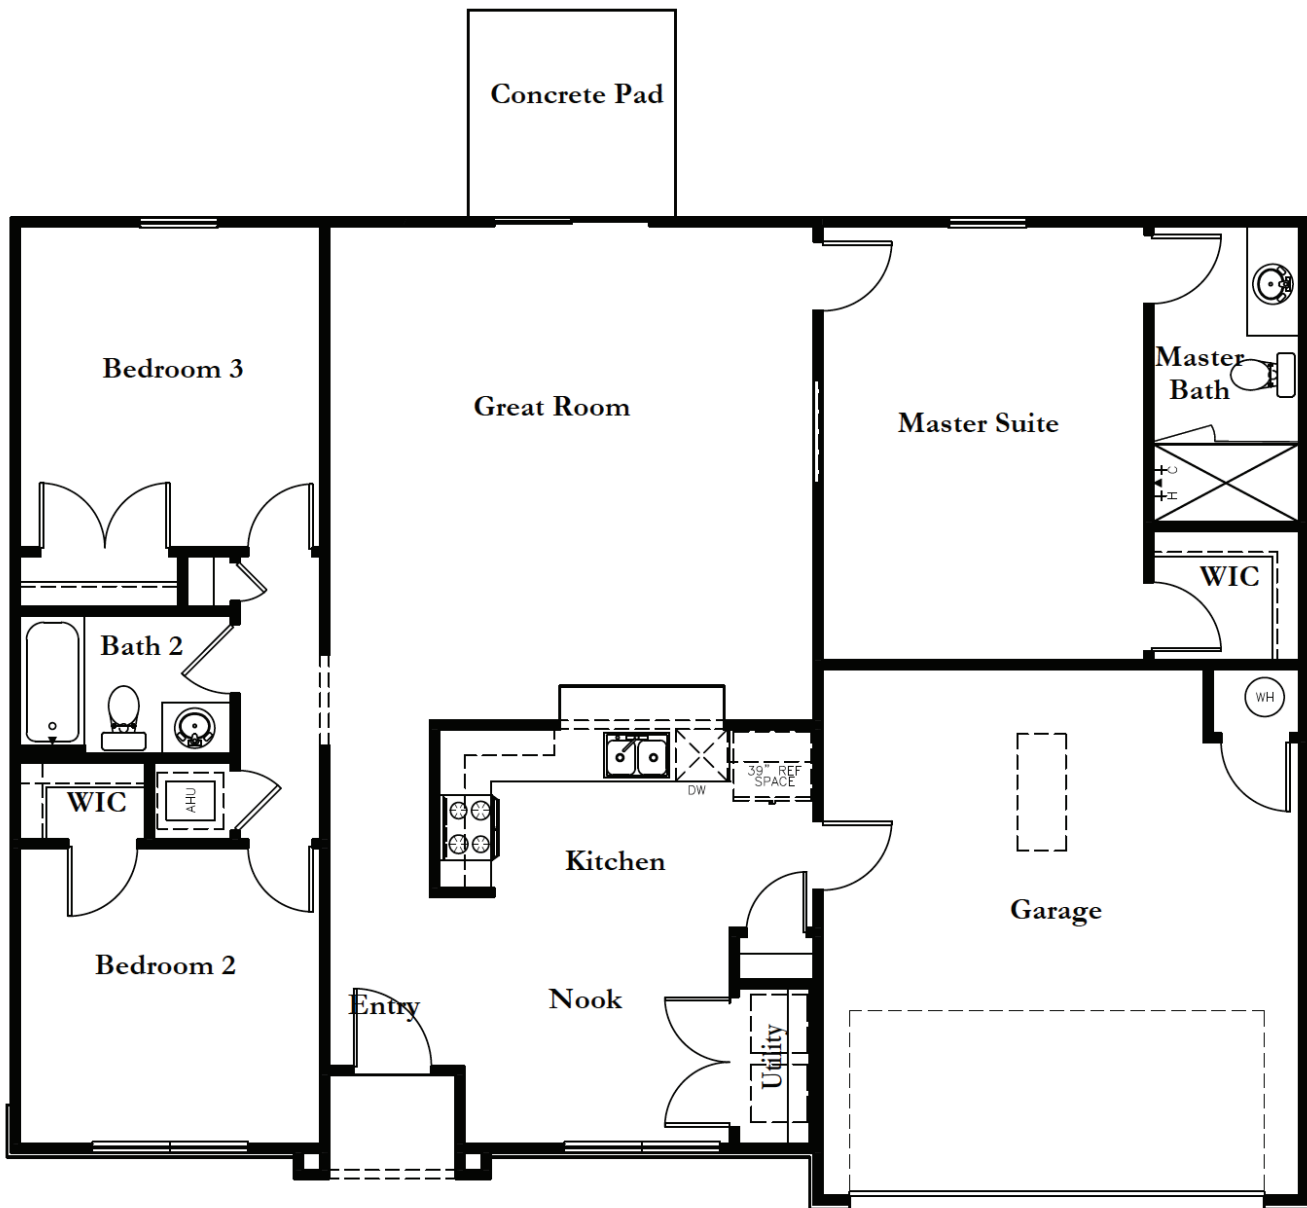 Concrete Pad
Bedroom 3
Great Room
Master Suite
Master
Bath
H C
WIC
Bath 2
WH
WIC
AHU
39" REF
SPACE
DW
Kitchen
Garage
Bedroom 2
Entry
Nook
Utility